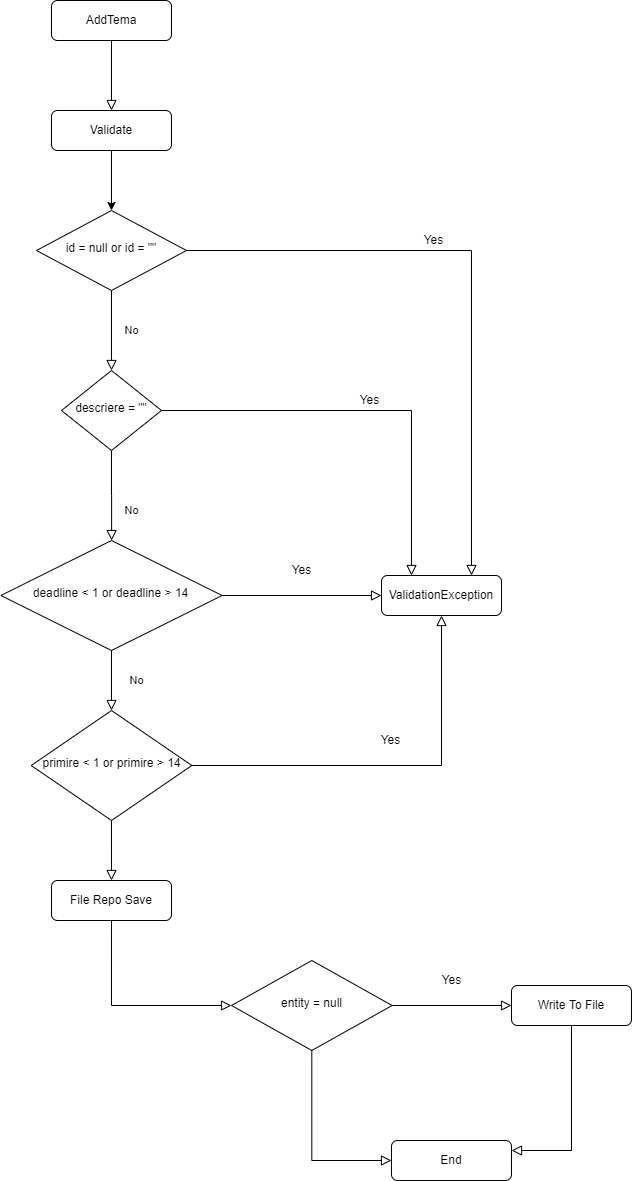 AddTema
Validate
id = null or id = ""
Yes
No
descriere = ""
Yes
No
deadline < 1 or deadline > 14
Yes
ValidationException
No
primire < 1 or primire > 14
Yes
File Repo Save
entity = null
Yes
Write To File
End